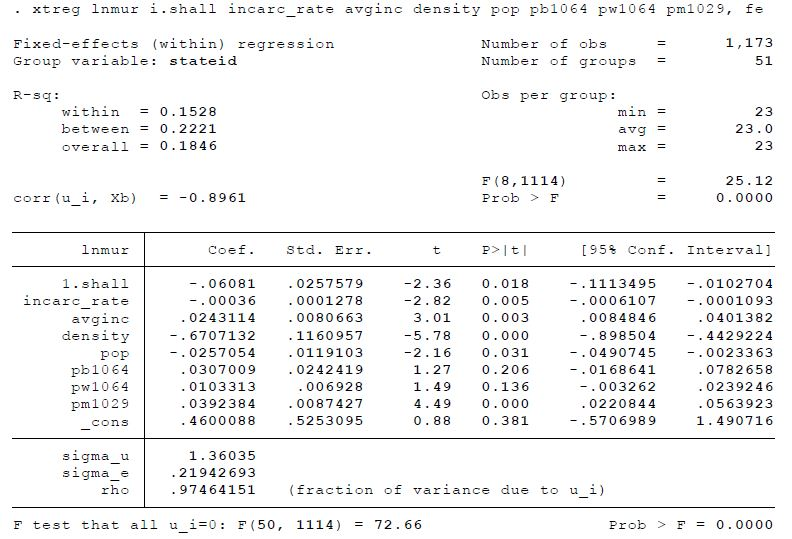 . xtreg lnmur i.shall incarc_rate avginc density pop pb1064 pw1064 pm1029, fe
Fixed-effects (within) regression Number of obs = 1,173
Group variable: stateid Number of groups = 51
R-sq: Obs per group:
within = 0.1528 min = 23
between = 0.2221 avg = 23.0
overall = 0.1846 max = 23
F(8,1114) = 25.12
corr(u_i, Xb) = -0.8961 Prob > F = 0.0000
lnmur Coef. Std. Err. t P>|t| [95% Conf. Interval]
1.shall -.06081 .0257579 -2.36 0.018 -.1113495 -.0102704
incarc_rate -.00036 .0001278 -2.82 0.005 -.0006107 -.0001093
avginc .0243114 .0080663 3.01 0.003 .0084846 .0401382
density -.6707132 .1160957 -5.78 0.000 -.898504 -.4429224
pop -.0257054 .0119103 -2.16 0.031 -.0490745 -.0023363
pb1064 .0307009 .0242419 1.27 0.206 -.0168641 .0782658
pw1064 .0103313 .006928 1.49 0.136 -.003262 .0239246
pm1029 .0392384 .0087427 4.49 0.000 .0220844 .0563923
_cons .4600088 .5253095 0.88 0.381 -.5706989 1.490716
sigma_u 1.36035
sigma_e .21942693
rho .97464151 (fraction of variance due to u_i)
F test that all u_i=0: F(50, 1114) = 72.66 Prob > F = 0.0000